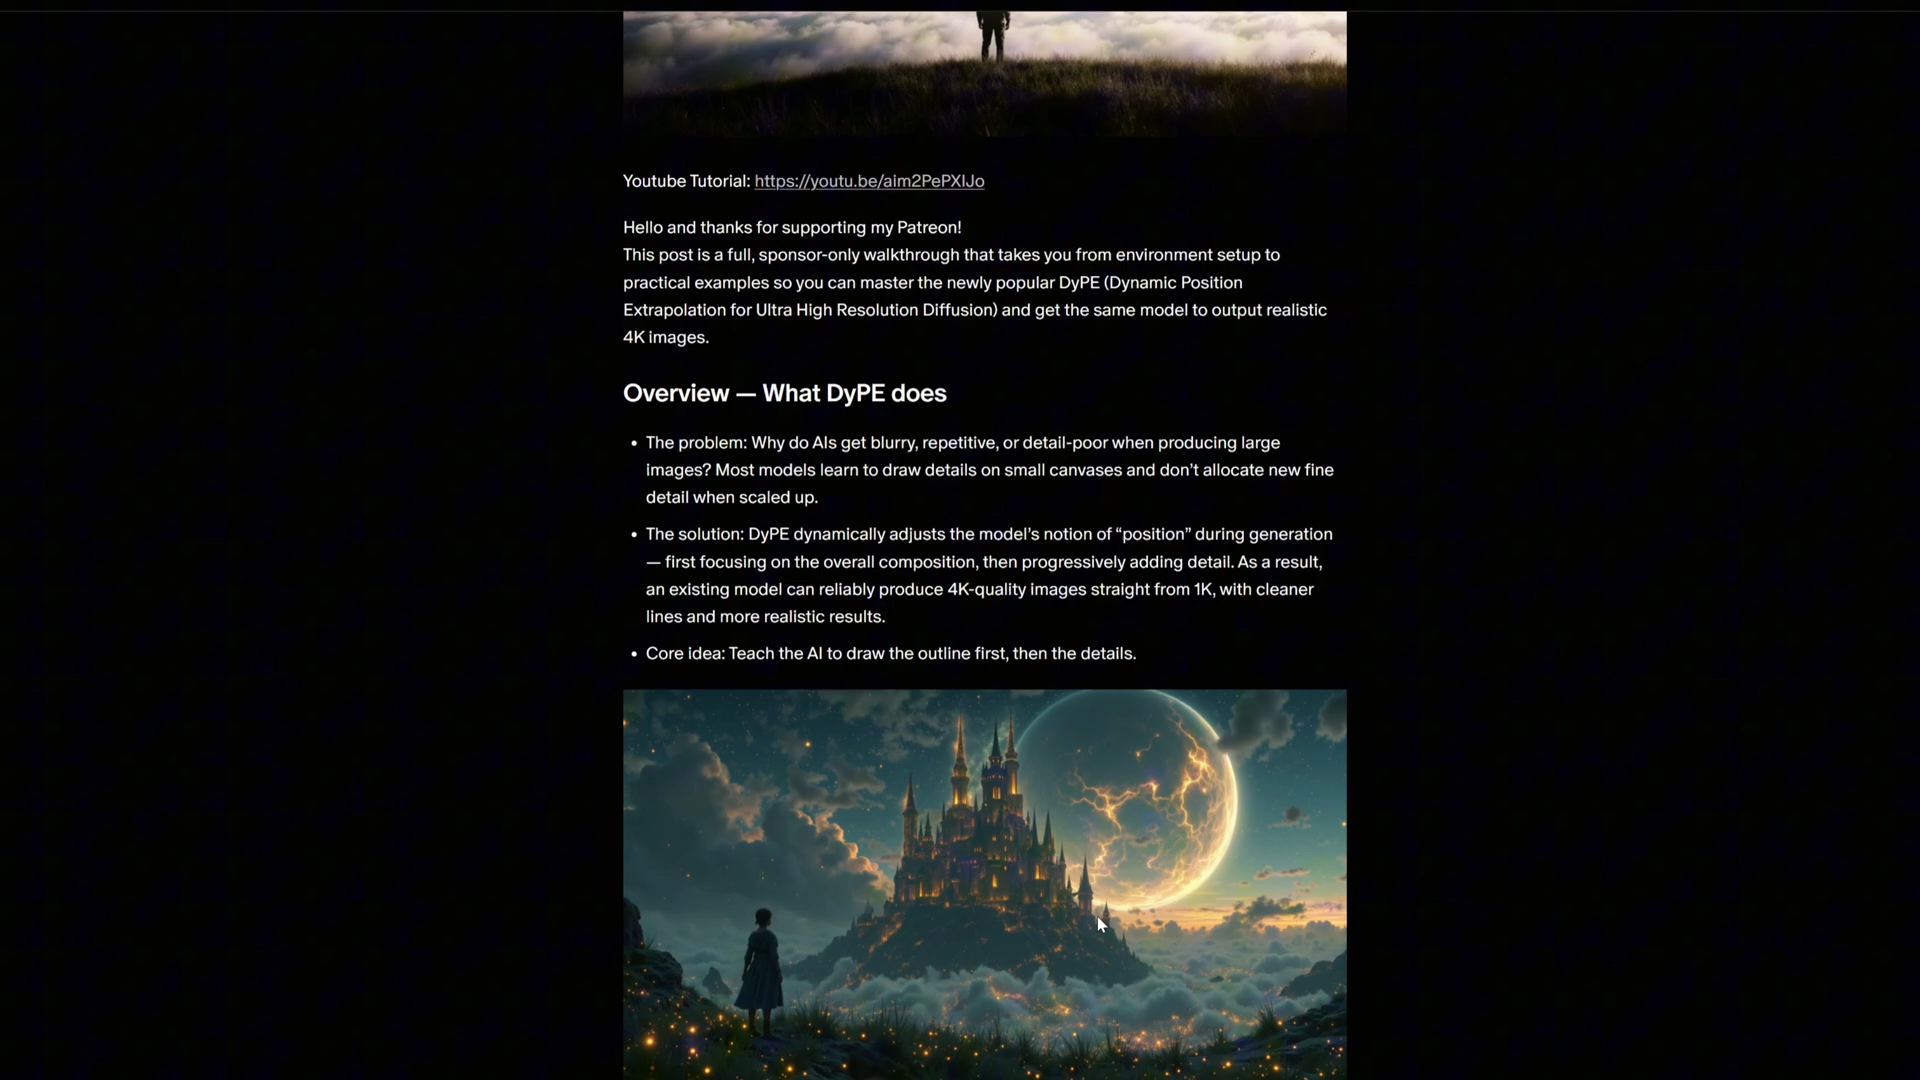 Youtube Tutorial: https://youtu.be/aim2PePXIJo
Hello and thanks for supporting my Patreon!
This post is a full, sponsor-only walkthrough that takes you from environment setup to
practical examples so you can master the newly popular DyPE (Dynamic Position
Extrapolation for Ultra High Resolution Diffusion) and get the same model to output realistic
4K images.
Overview — What DyPE does
• The problem: Why do AIs get blurry, repetitive, or detail-poor when producing large
images? Most models learn to draw details on small canvases and don’t allocate new fine
detail when scaled up.
• The solution: DyPE dynamically adjusts the model’s notion of “position” during generation
— first focusing on the overall composition, then progressively adding detail. As a result,
an existing model can reliably produce 4K-quality images straight from 1K, with cleaner
lines and more realistic results.
• Core idea: Teach the AI to draw the outline first, then the details.